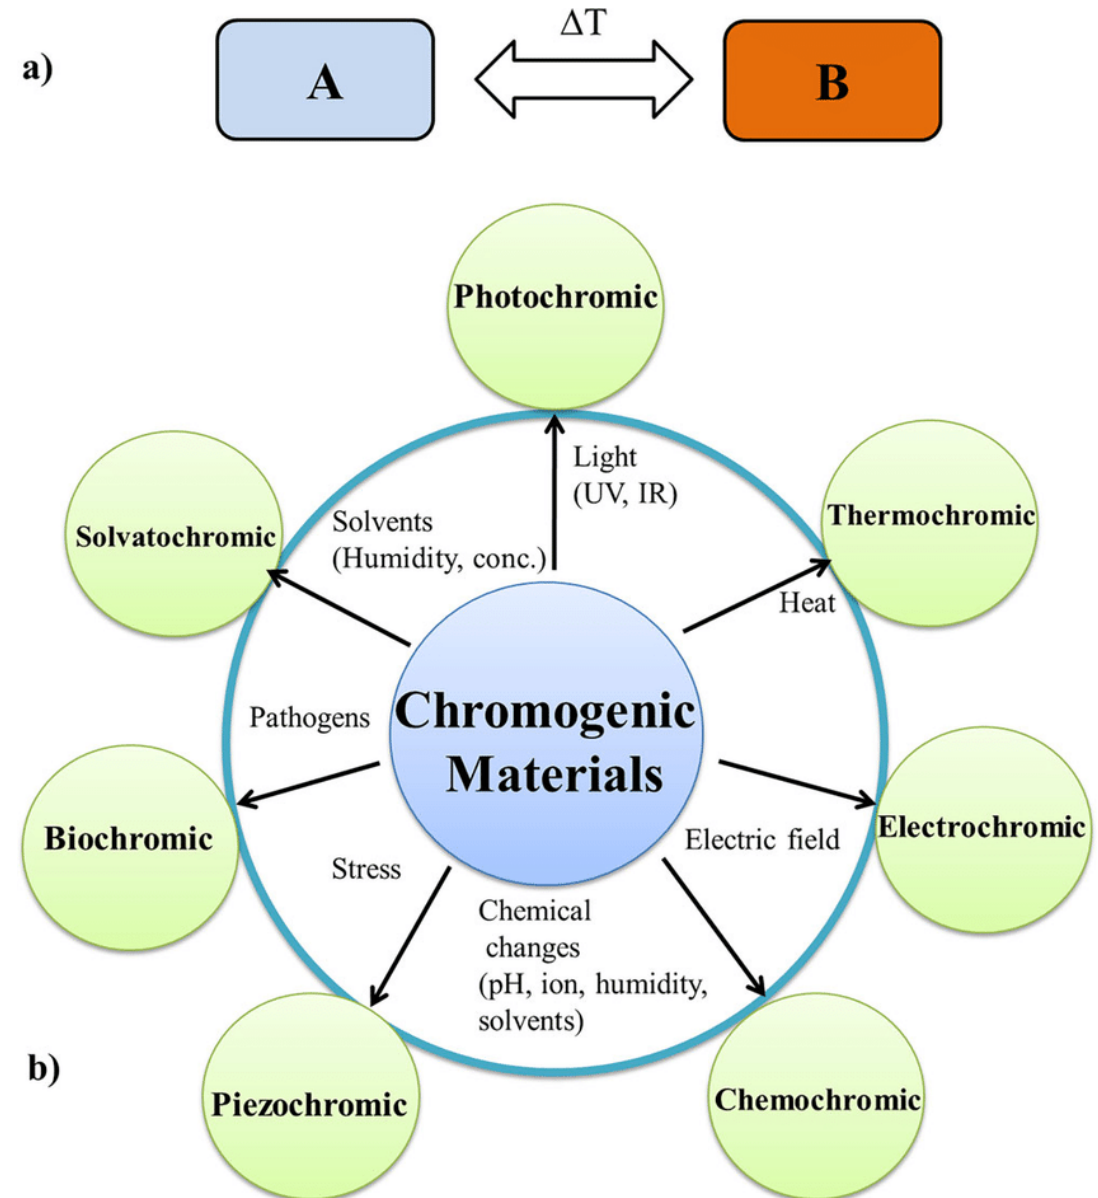 a)
A
ΔT
B
Photochromic
Light
(UV, IR)
Thermochromic
Heat
Solvatochromic
Solvents
(Humidity, conc.)
Chromogenic
Materials
Pathogens
Biochromic
Electrochromic
Electric field
Stress
Chemical
changes
(pH, ion, humidity,
solvents)
b)
Piezochromic
Chemochromic